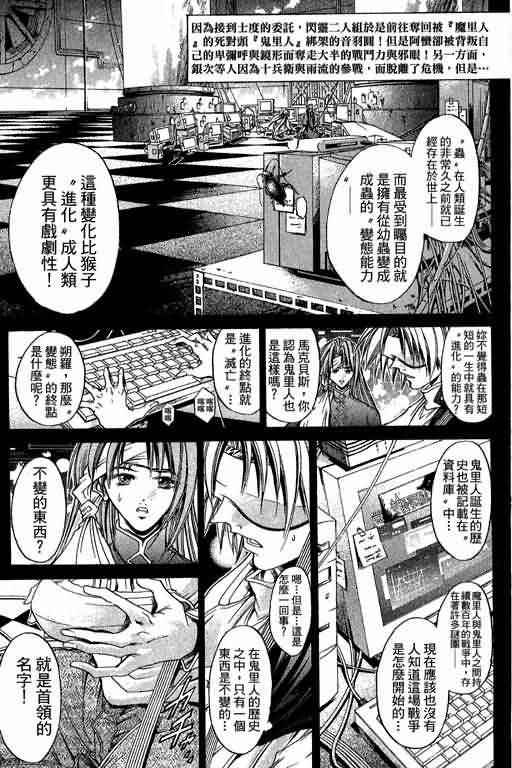 因為接到士度的委託，閃靈二人組於是前往奪回被『魔里人』
的死對頭『鬼里人』綁架的音羽圓！但是阿蠻卻被背叛自
己的卑彌呼與鏡形而奪走大半的戰鬥力與邪眼！另一方面，
銀次等人因為十兵衛與雨流的參戰，而脫離了危機，但是…
〝蟲〞在人類誕生
的非常久之前就已
經存在於世上──
而最受到矚目的就
是擁有從幼蟲變成
成蟲的〝變態能力〞
這種變化比猴子
〝進化〞成人類
更具有戲劇性！
妳不覺得蟲在那短
短的一生中就具有
〝進化〞的能力？
馬克貝斯，你
認為鬼里人也
是這樣嗎？
進化的終點就
是〝滅亡〞…
喀
喀
喀
喀
朔羅，那麼〝
變態〞的終點
是什麼呢？
鬼里人誕生的歷
史也被記載在〝
資料庫〞中…
魔里人與鬼里人之間持
續數百年的戰爭中，存
在著許多謎團──
現在應該也沒有
人知道這場戰爭
是怎麼開始的…
嗯…但是…這是
怎麼一回事？
在鬼里人的歷史
之中，只有一個
東西是不變的…
不變的東西？
就是首領的
名字！